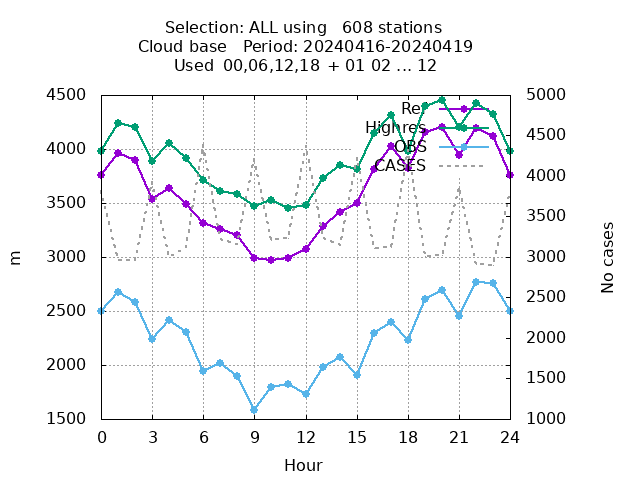 Selection: ALL using   608 stations
Cloud base   Period: 20240416-20240419
Used 00,06,12,18 + 01 02 ... 12
4500
4000
3500
3000
2500
2000
1500
5000
4500
4000
3500
3000
2500
2000
1500
1000
Ref
Highres
OBS
CASES
m
No cases
0 3 6 9 12 15 18 21 24
Hour